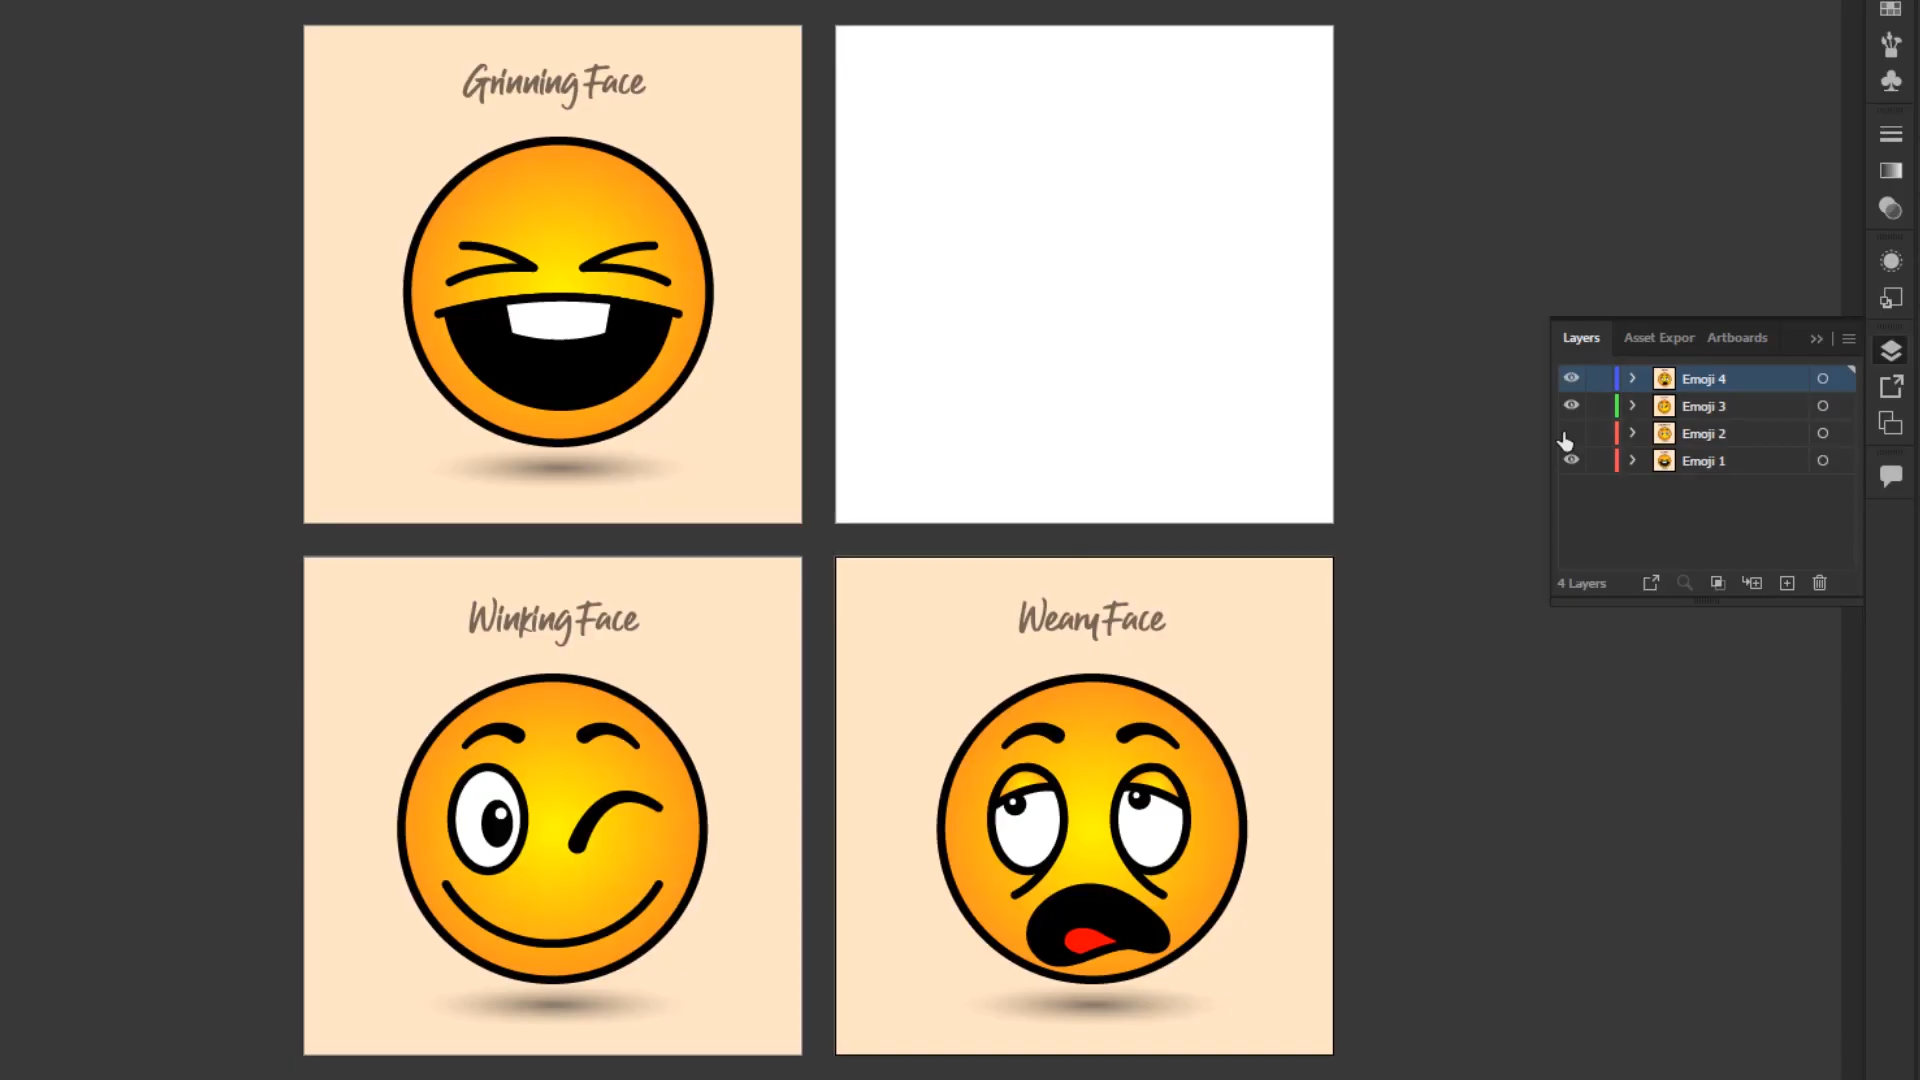 Grinning Face
Winking Face
Weary Face
Layers
Asset Expor
Artboards
Emoji 4
Emoji 3
Emoji 2
Emoji 1
4 Layers